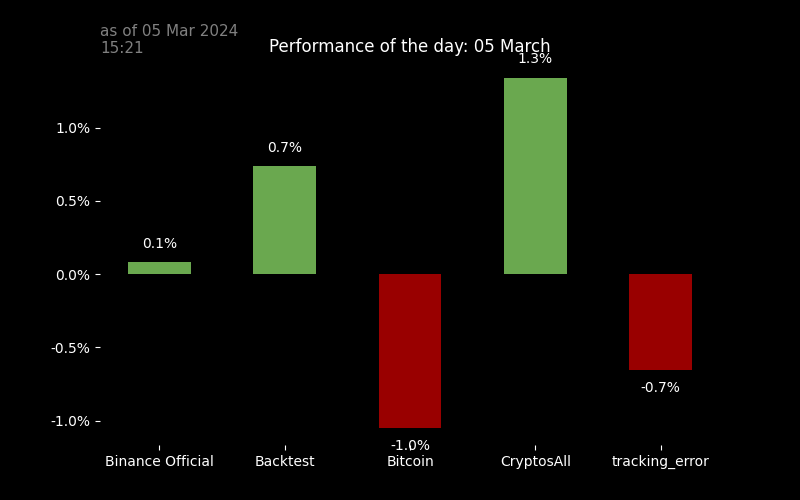 as of 05 Mar 2024
15:21
Performance of the day: 05 March
1.3%
1.0%
0.7%
0.5%
0.1%
0.0%
-0.5%
-0.7%
-1.0%
-1.0%
Binance Official
Backtest
Bitcoin
CryptosAll
tracking_error